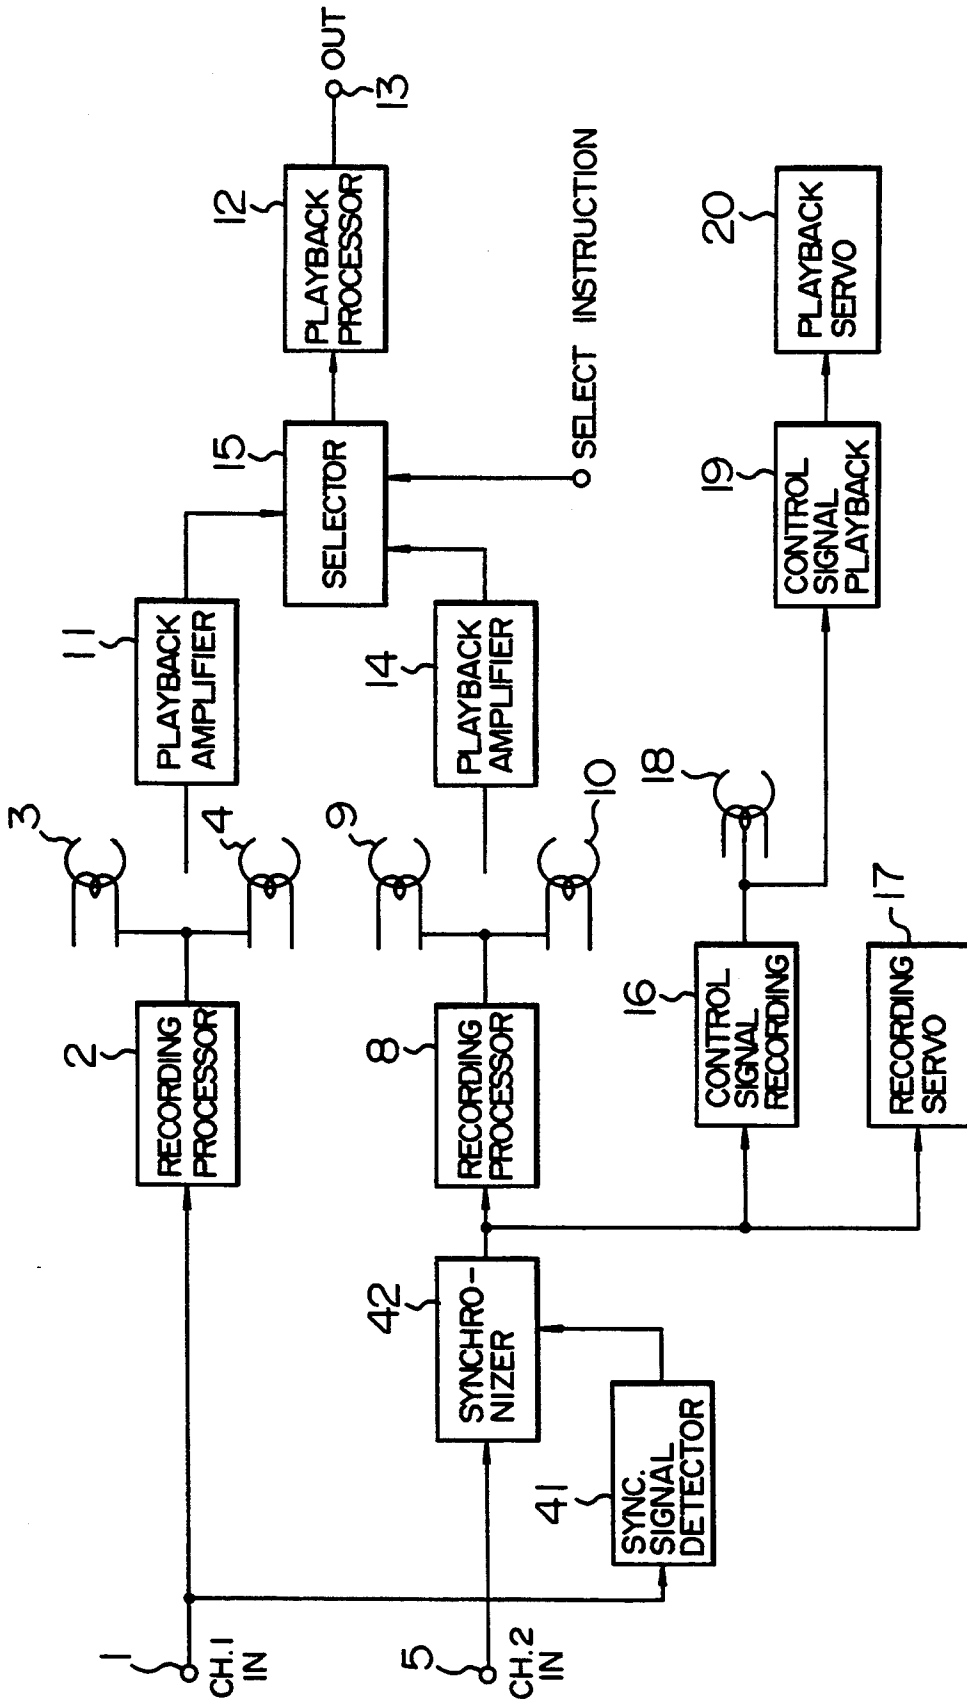 1
CH.1
IN
2
RECORDING
PROCESSOR
3
4
11
PLAYBACK
AMPLIFIER
15
SELECTOR
12
PLAYBACK
PROCESSOR
13
OUT
5
CH.2
IN
42
SYNCHRO-
NIZER
8
RECORDING
PROCESSOR
9
10
14
PLAYBACK
AMPLIFIER
SELECT INSTRUCTION
41
SYNC.
SIGNAL
DETECTOR
16
CONTROL
SIGNAL
RECORDING
18
19
CONTROL
SIGNAL
PLAYBACK
20
PLAYBACK
SERVO
17
RECORDING
SERVO